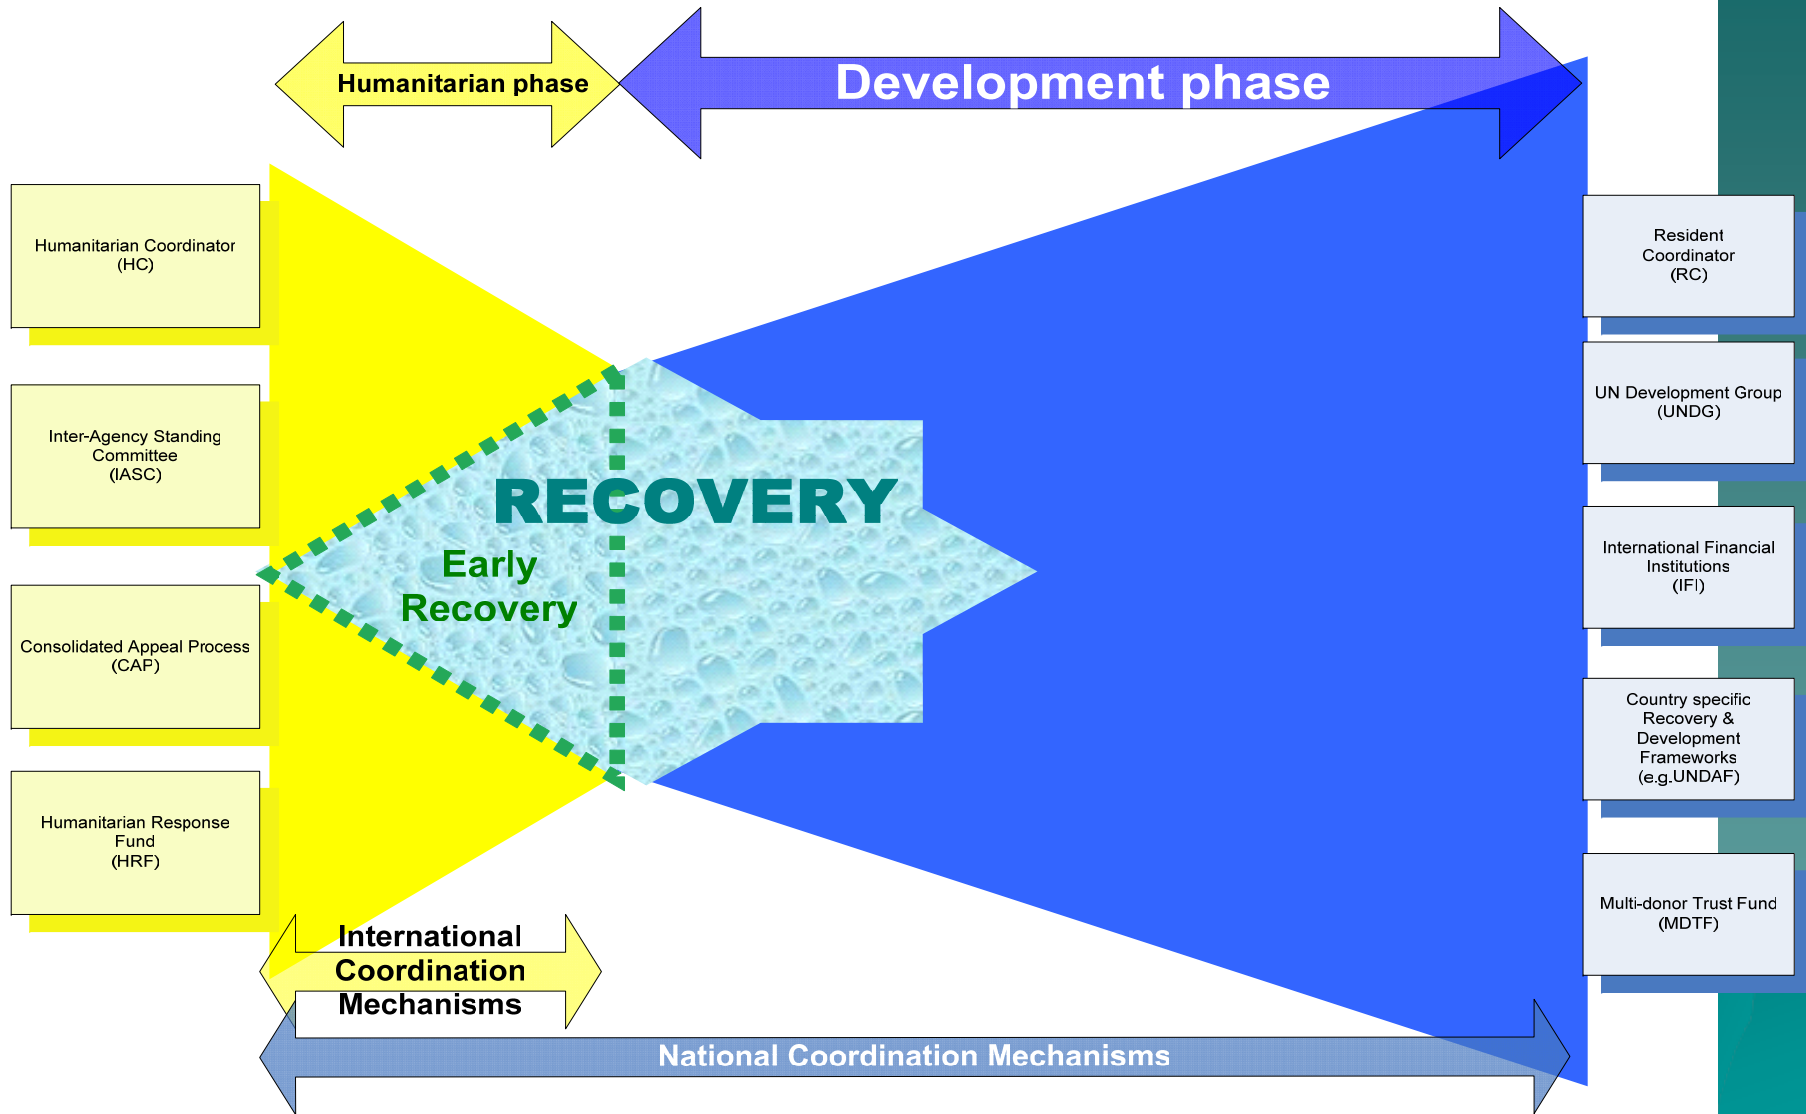 Humanitarian phase
Development phase
Humanitarian Coordinator
(HC)
Inter-Agency Standing
Committee
(IASC)
Consolidated Appeal Process
(CAP)
Humanitarian Response
Fund
(HRF)
RECOVERY
Early
Recovery
Resident
Coordinator
(RC)
UN Development Group
(UNDG)
International Financial
Institutions
(IFI)
Country specific
Recovery &
Development
Frameworks
(e.g.UNDAF)
Multi-donor Trust Fund
(MDTF)
International
Coordination
Mechanisms
National Coordination Mechanisms